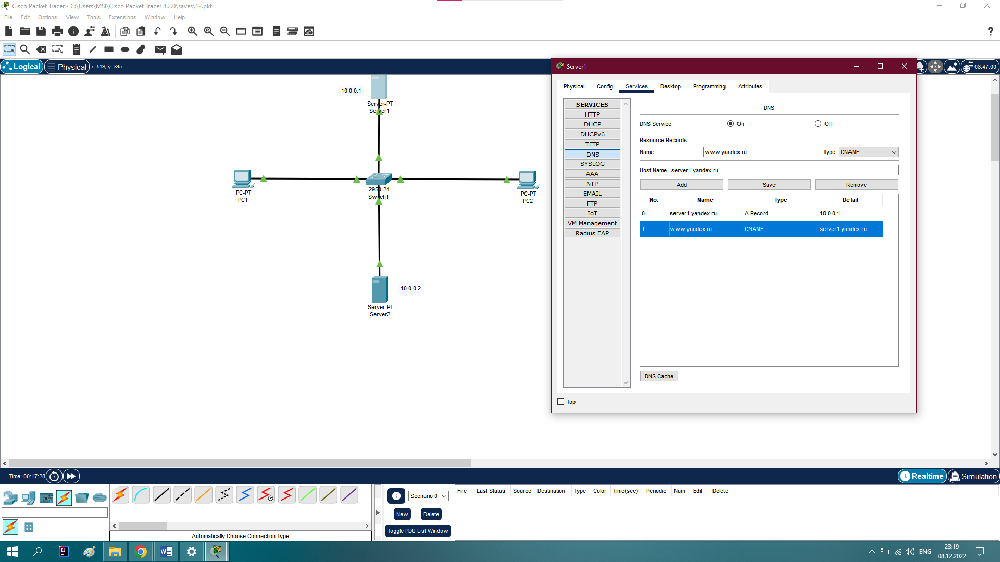 Cisco Packet Tracer - C:\Users\MSI\Cisco Packet Tracer 8.2.0\saves\12.pkt
File Edit Options View Tools Extensions Window Help
?
Logical Physical x: 519, y: 845
08:47:00
10.0.0.1
Server-PT
Server1
PC-PT
PC1
2950-24
Switch1
PC-PT
PC2
10.0.0.2
Server-PT
Server2
Server1
Physical Config Services Desktop Programming Attributes
SERVICES
HTTP
DHCP
DHCPv6
TFTP
DNS
SYSLOG
AAA
NTP
EMAIL
FTP
IoT
VM Management
Radius EAP
DNS
DNS Service On Off
Resource Records
Name www.yandex.ru Type CNAME
Host Name server1.yandex.ru
Add Save Remove
No. Name Type Detail
0 server1.yandex.ru A Record 10.0.0.1
1 www.yandex.ru CNAME server1.yandex.ru
DNS Cache
Top
Time: 00:17:28
Realtime Simulation
Automatically Choose Connection Type
Scenario 0
New Delete
Toggle PDU List Window
Fire Last Status Source Destination Type Color Time(sec) Periodic Num Edit Delete
ENG
23:19
08.12.2022